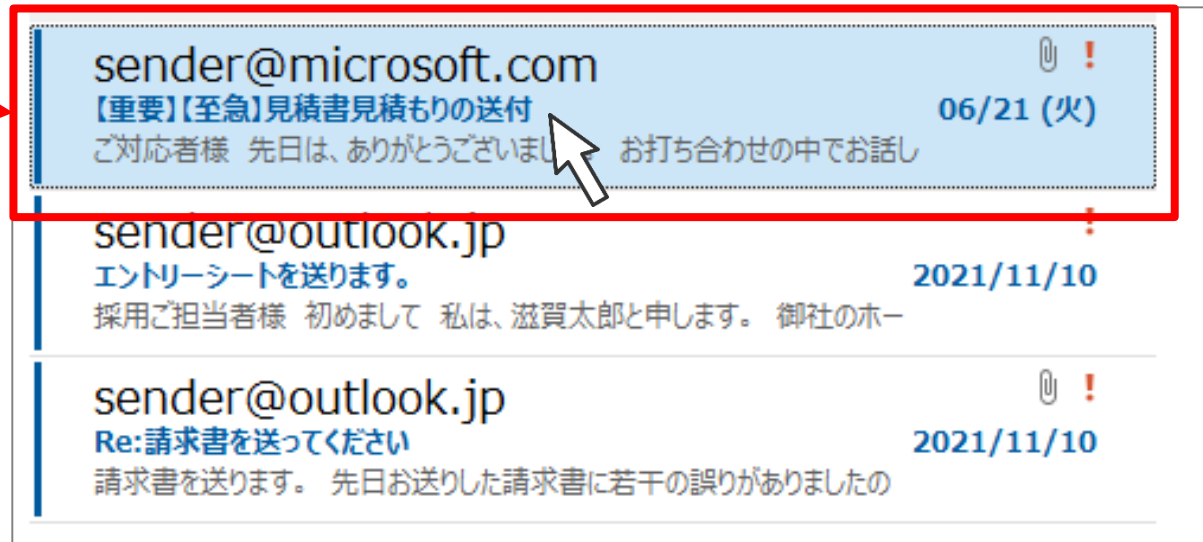 sender@microsoft.com
【重要】【至急】見積書見積もりの送付 06/21 (火)
ご対応者様 先日は、ありがとうございまし お打ち合わせの中でお話し
sender@outlook.jp
エントリーシートを送ります。 2021/11/10
採用ご担当者様 初めまして 私は、滋賀太郎と申します。 御社のホー
sender@outlook.jp
Re:請求書を送ってください 2021/11/10
請求書を送ります。 先日お送りした請求書に若干の誤りがありましたの